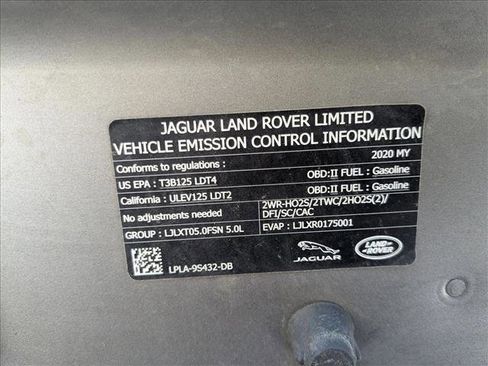 JAGUAR LAND ROVER LIMITED
VEHICLE EMISSION CONTROL INFORMATION
Conforms to regulations: 2020 MY
US EPA : T3B125 LDT4 OBD:II FUEL : Gasoline
California : ULEV125 LDT2 OBD:II FUEL : Gasoline
No adjustments needed 2WR-HO2S/2TWC/2HO2S(2)/
DFI/SC/CAC
GROUP : LJLXT05.0FSN 5.0L EVAP : LJLXR0175001
LPLA-9S432-DB JAGUAR LAND-ROVER